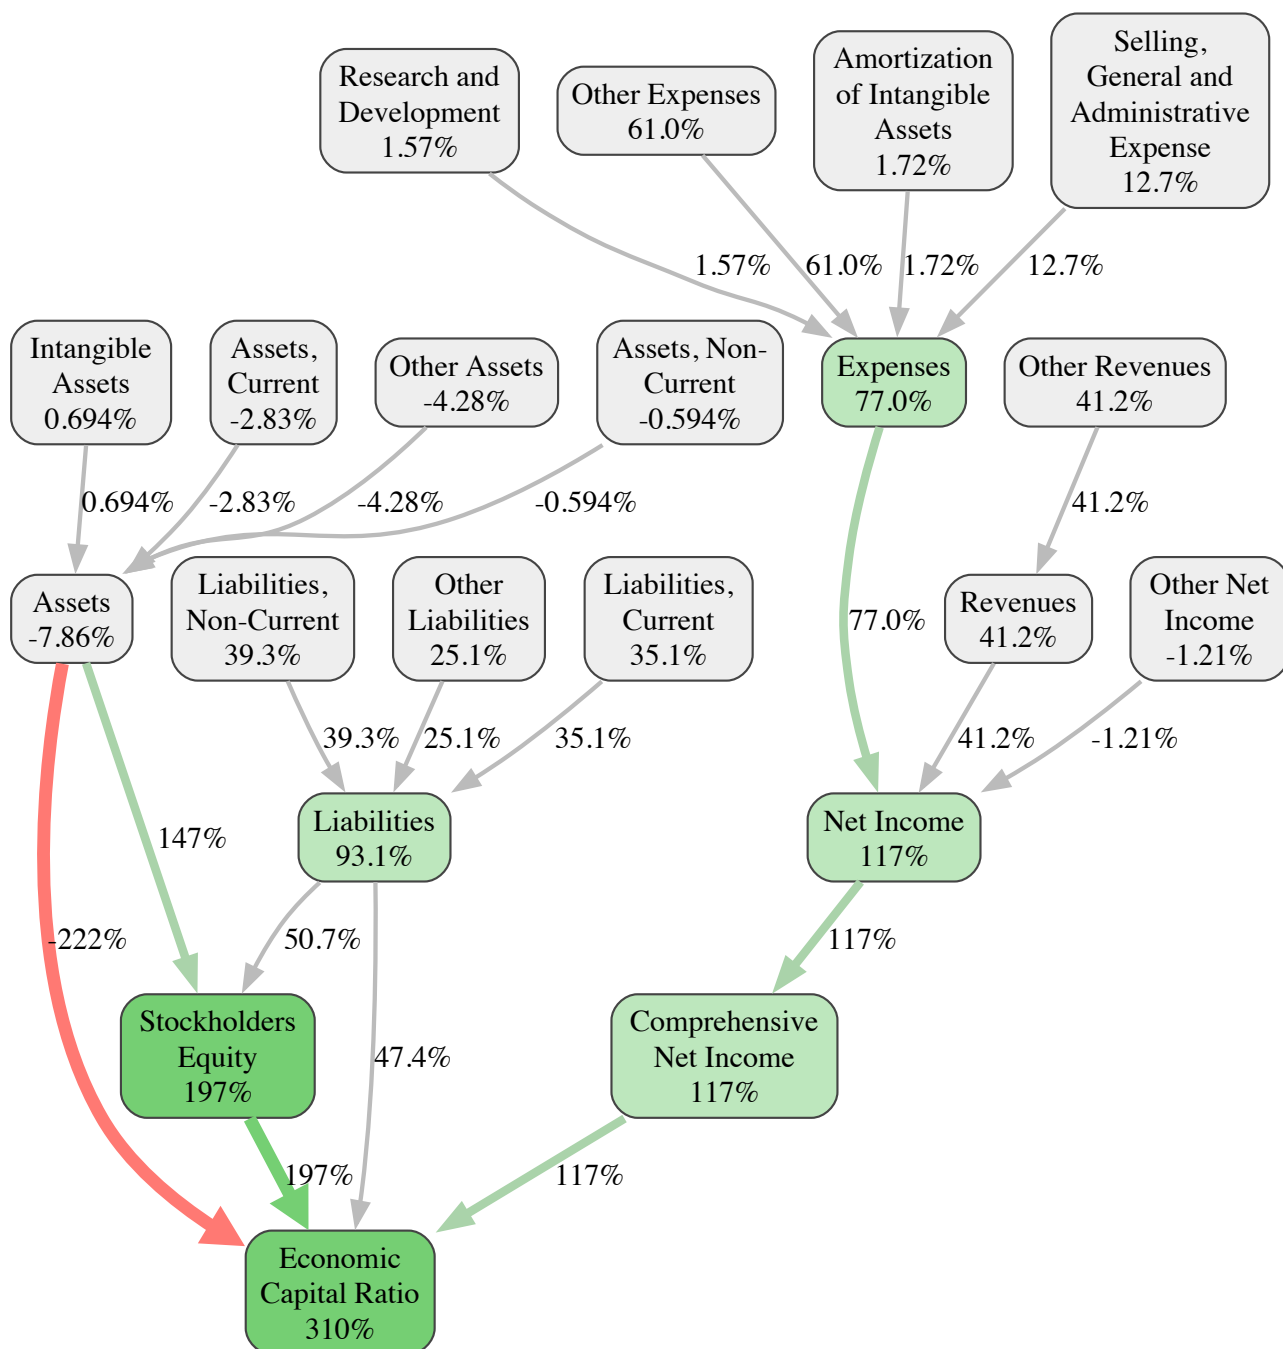 Research and
Development
1.57%
Other Expenses
61.0%
Amortization
of Intangible
Assets
1.72%
Selling,
General and
Administrative
Expense
12.7%
1.57%
61.0%
1.72%
12.7%
Intangible
Assets
0.694%
Assets,
Current
-2.83%
Other Assets
-4.28%
Assets, Non-
Current
-0.594%
Expenses
77.0%
Other Revenues
41.2%
0.694%
-2.83%
-4.28%
-0.594%
41.2%
Assets
-7.86%
Liabilities,
Non-Current
39.3%
Other
Liabilities
25.1%
Liabilities,
Current
35.1%
77.0%
Revenues
41.2%
Other Net
Income
-1.21%
39.3%
25.1%
35.1%
41.2%
-1.21%
147%
Liabilities
93.1%
Net Income
117%
-222%
50.7%
117%
Stockholders
Equity
197%
47.4%
Comprehensive
Net Income
117%
197%
117%
Economic
Capital Ratio
310%